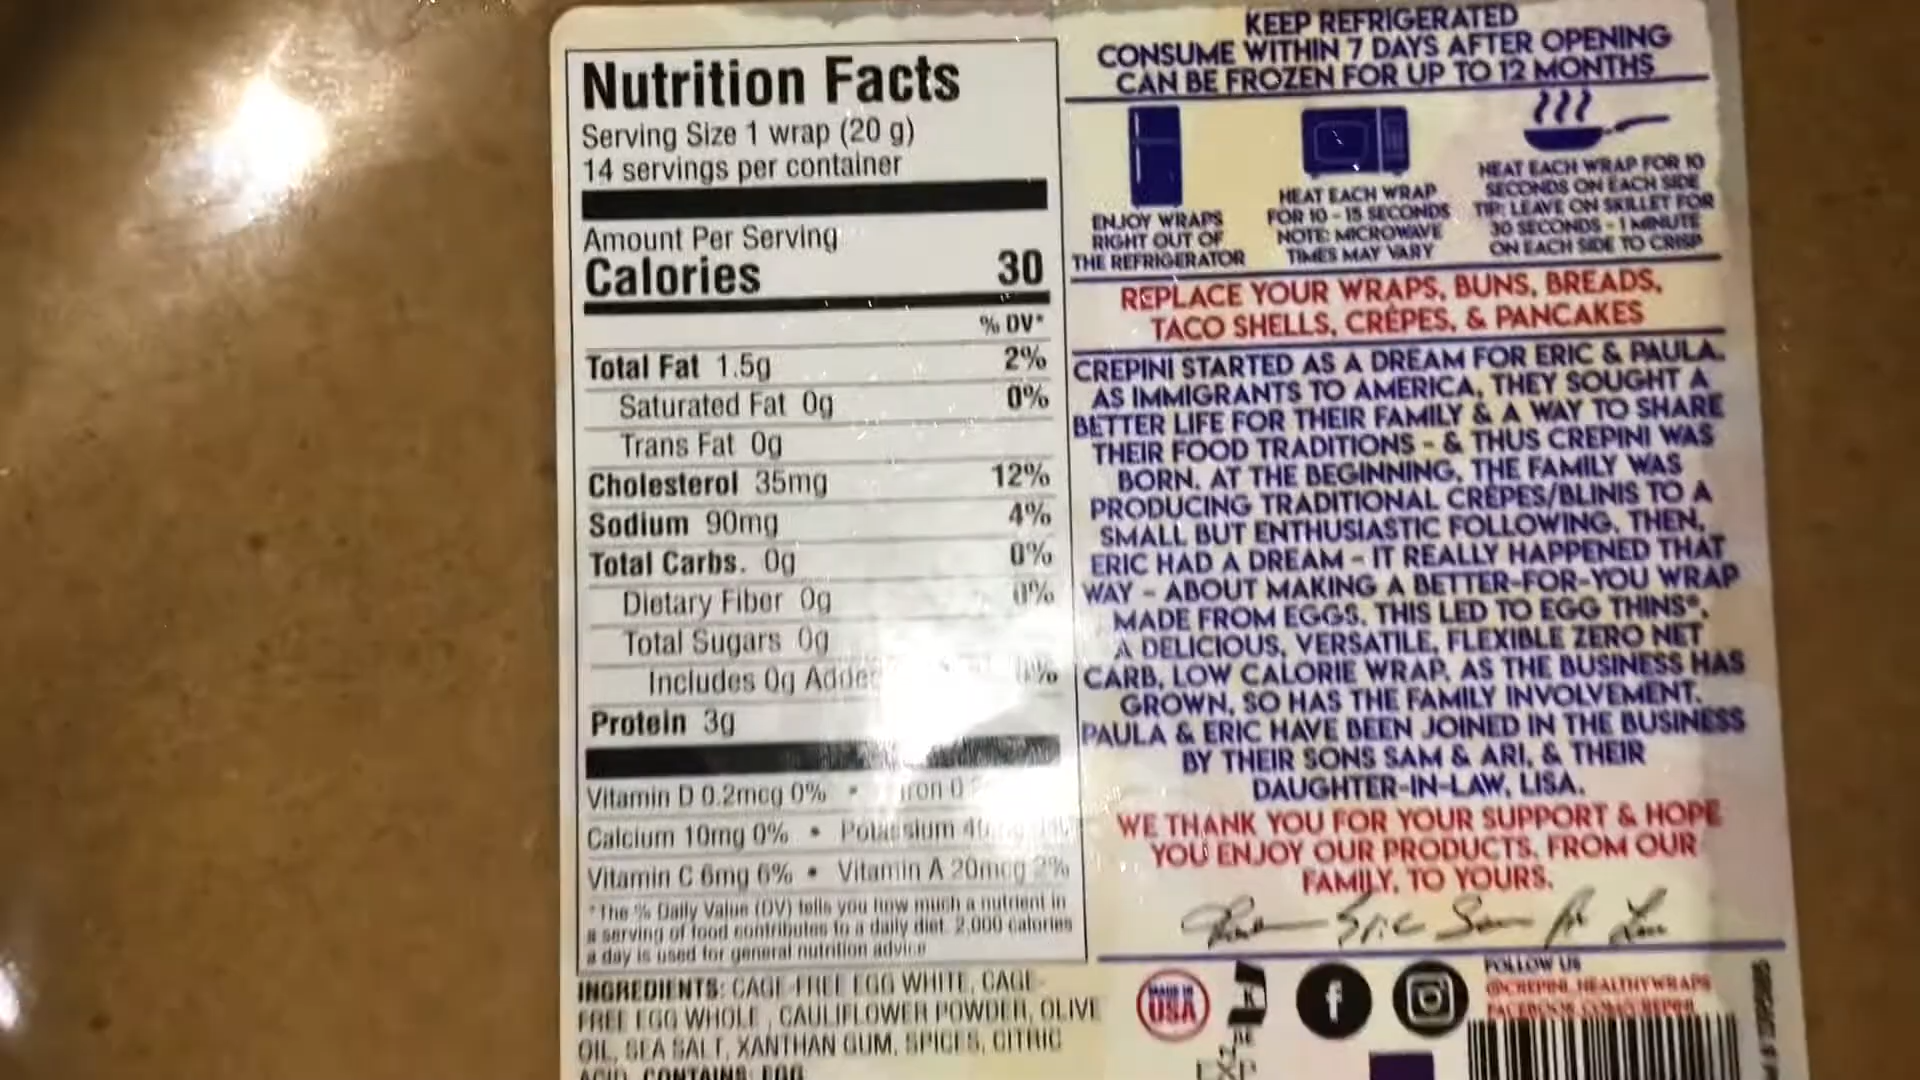 Nutrition Facts
Serving Size 1 wrap (20 g)
14 servings per container
Amount Per Serving
Calories 30
% DV*
Total Fat 1.5g 2%
Saturated Fat 0g 0%
Trans Fat 0g
Cholesterol 35mg 12%
Sodium 90mg 4%
Total Carbs. 0g 0%
Dietary Fiber 0g 0%
Total Sugars 0g
Includes 0g Added 0%
Protein 3g
Vitamin D 0.2mcg 0% • Iron
Calcium 10mg 0% • Potassium
Vitamin C 6mg 6% • Vitamin A 20mcg 2%
*The % Daily Value (DV) tells you how much a nutrient in
a serving of food contributes to a daily diet. 2,000 calories
a day is used for general nutrition advice
INGREDIENTS: CAGE-FREE EGG WHITE, CAGE-
FREE EGG WHOLE, CAULIFLOWER POWDER, OLIVE
OIL, SEA SALT, XANTHAN GUM, SPICES, CITRIC
ACID. CONTAINS: EGG
KEEP REFRIGERATED
CONSUME WITHIN 7 DAYS AFTER OPENING
CAN BE FROZEN FOR UP TO 12 MONTHS
ENJOY WRAPS
RIGHT OUT OF
THE REFRIGERATOR
HEAT EACH WRAP
FOR 10 - 15 SECONDS
NOTE: MICROWAVE
TIMES MAY VARY
HEAT EACH WRAP FOR 10
SECONDS ON EACH SIDE
TIP: LEAVE ON SKILLET FOR
30 SECONDS - 1 MINUTE
ON EACH SIDE TO CRISP
REPLACE YOUR WRAPS, BUNS, BREADS,
TACO SHELLS, CRÊPES, & PANCAKES
CREPINI STARTED AS A DREAM FOR ERIC & PAULA.
AS IMMIGRANTS TO AMERICA, THEY SOUGHT A
BETTER LIFE FOR THEIR FAMILY & A WAY TO SHARE
THEIR FOOD TRADITIONS - & THUS CREPINI WAS
BORN. AT THE BEGINNING, THE FAMILY WAS
PRODUCING TRADITIONAL CRÊPES/BLINIS TO A
SMALL BUT ENTHUSIASTIC FOLLOWING. THEN,
ERIC HAD A DREAM - IT REALLY HAPPENED THAT
WAY - ABOUT MAKING A BETTER-FOR-YOU WRAP
MADE FROM EGGS. THIS LED TO EGG THINS®,
A DELICIOUS, VERSATILE, FLEXIBLE ZERO NET
CARB, LOW CALORIE WRAP. AS THE BUSINESS HAS
GROWN, SO HAS THE FAMILY INVOLVEMENT.
PAULA & ERIC HAVE BEEN JOINED IN THE BUSINESS
BY THEIR SONS SAM & ARI, & THEIR
DAUGHTER-IN-LAW, LISA.
WE THANK YOU FOR YOUR SUPPORT & HOPE
YOU ENJOY OUR PRODUCTS. FROM OUR
FAMILY, TO YOURS.
Eric Sam
MADE IN
USA
FOLLOW US
@CREPINI_HEALTHYWRAPS
FACEBOOK.COM/CREPINI